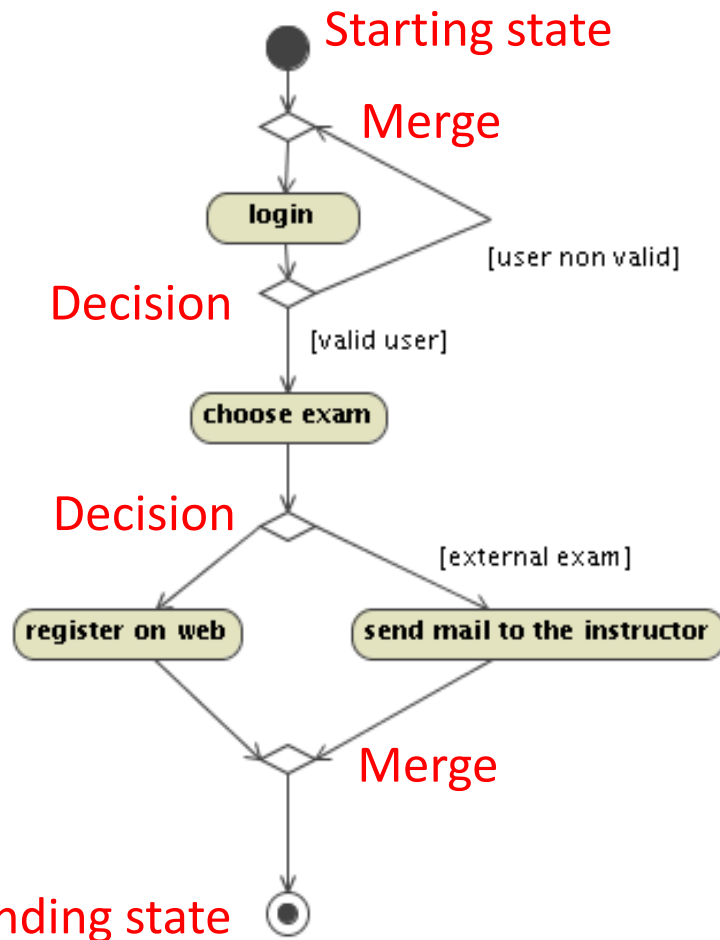 Starting state
Merge
login
[user non valid]
Decision
[valid user]
choose exam
Decision
[external exam]
register on web
send mail to the instructor
Merge
nding state